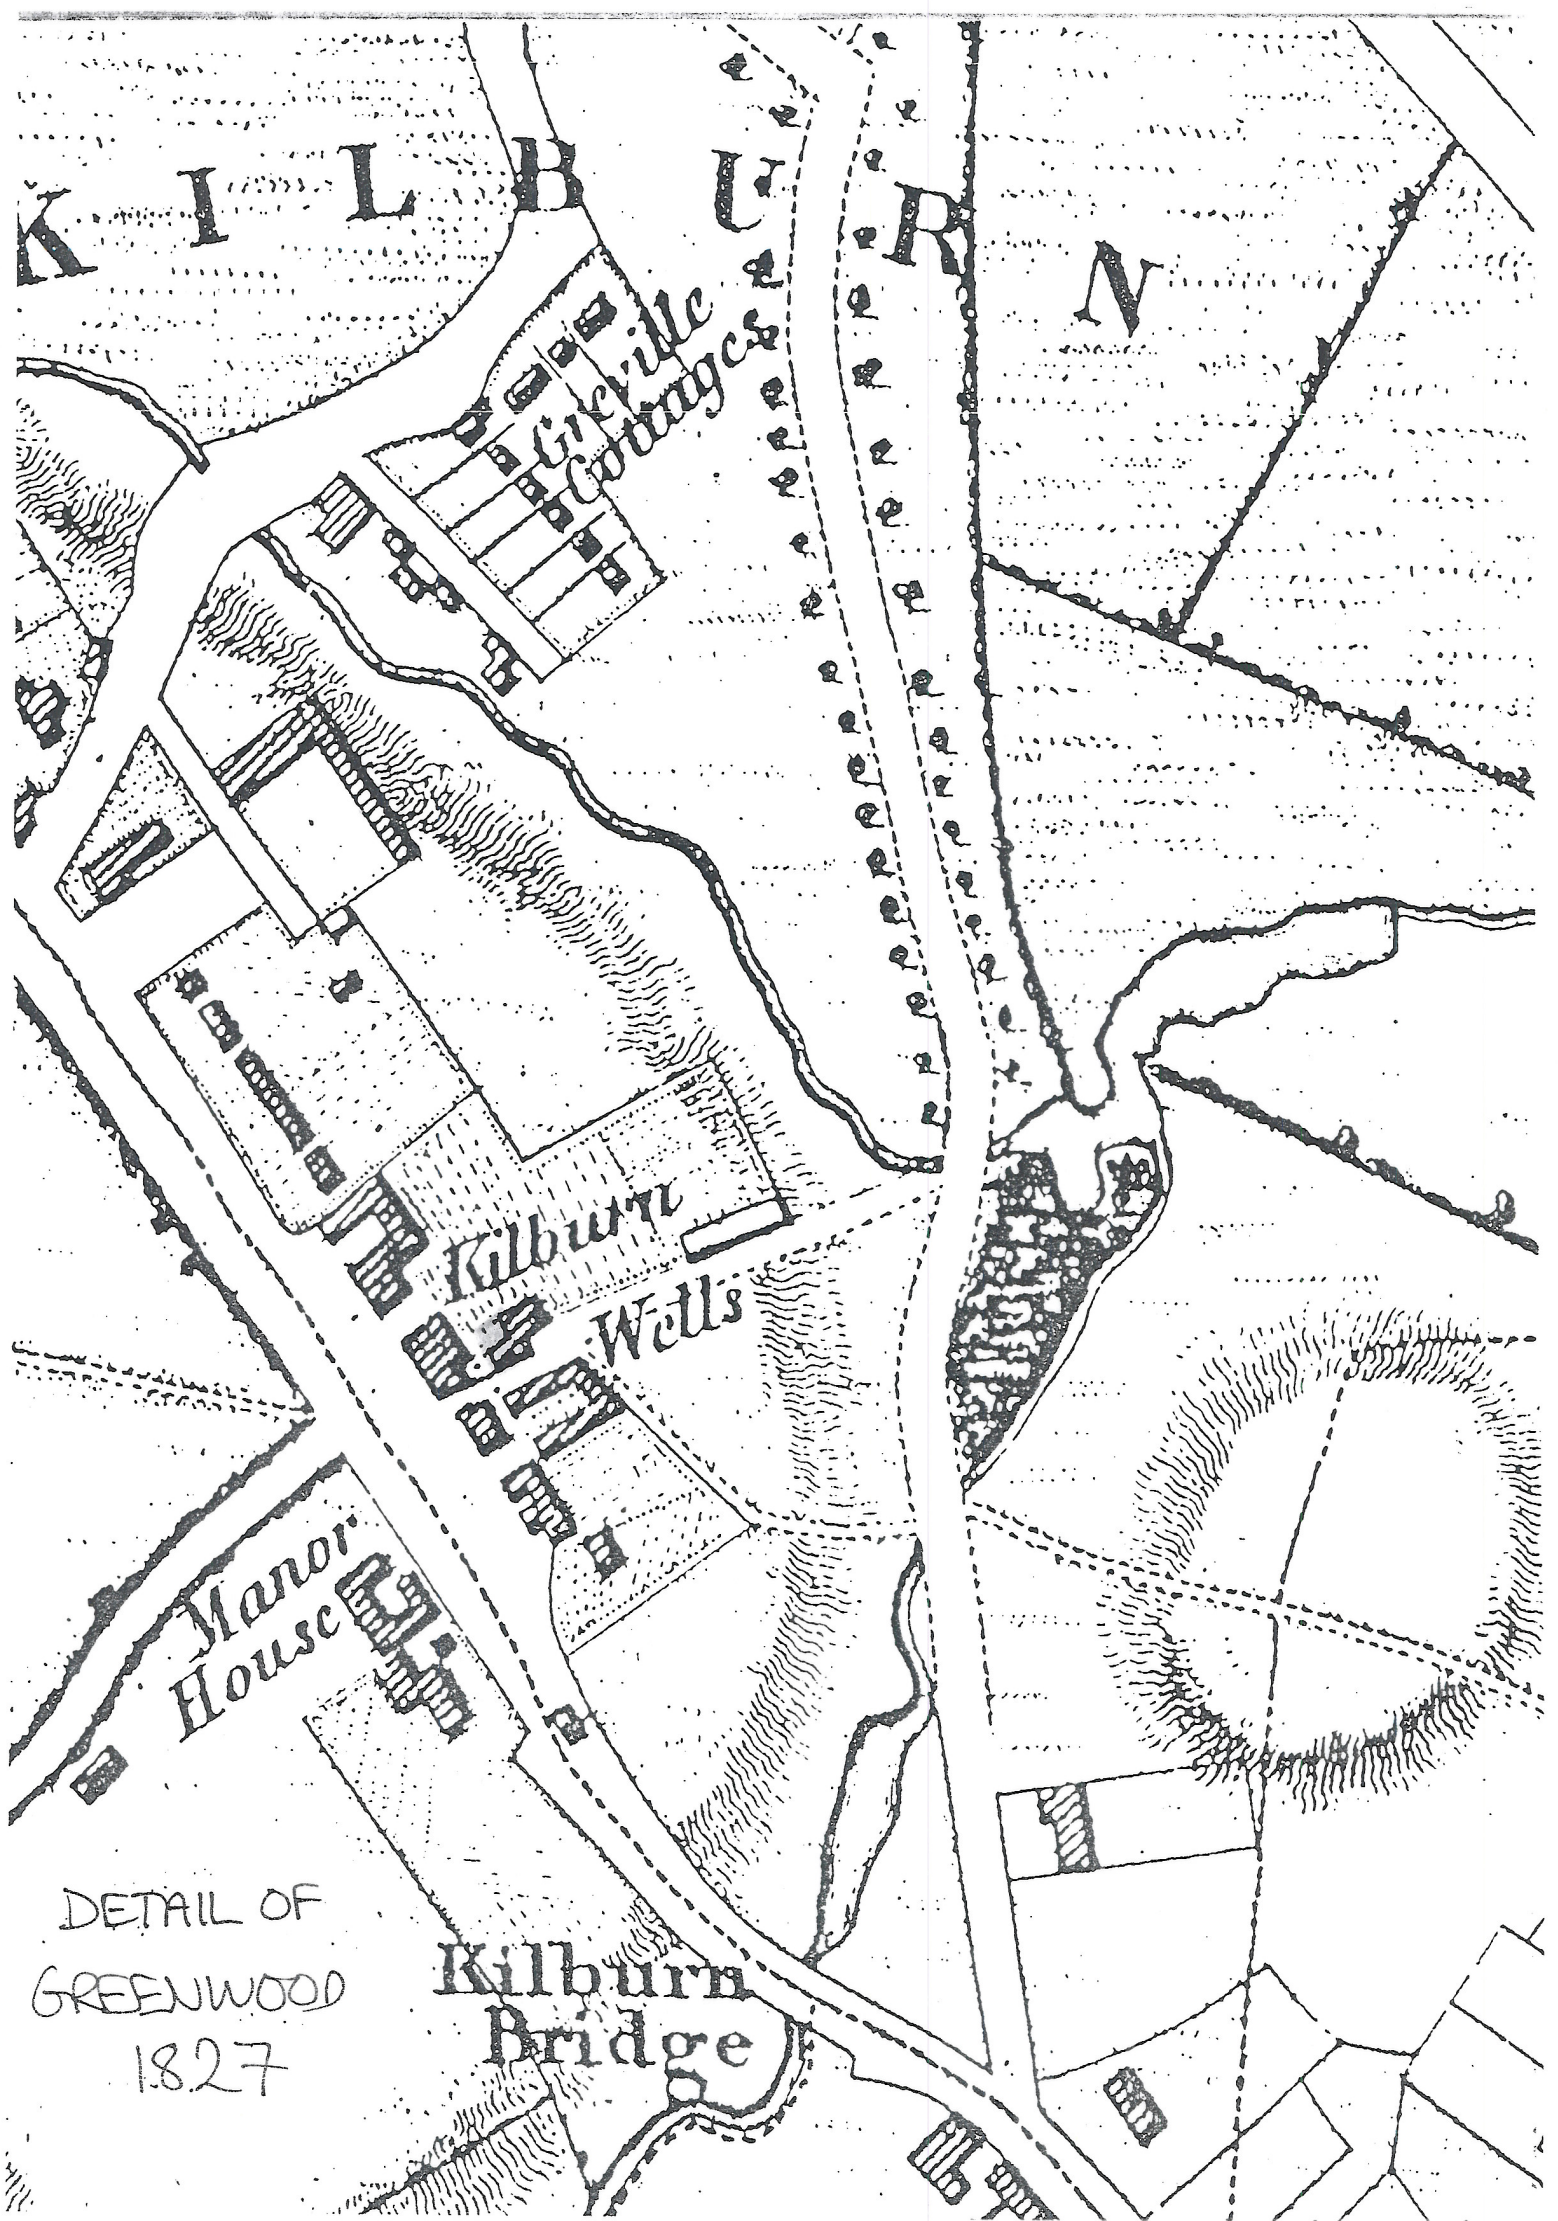 KILBURN
Greville
Cottages
Kilburn
Wells
Manor
House
Kilburn
Bridge
DETAIL OF
GREENWOOD
1827